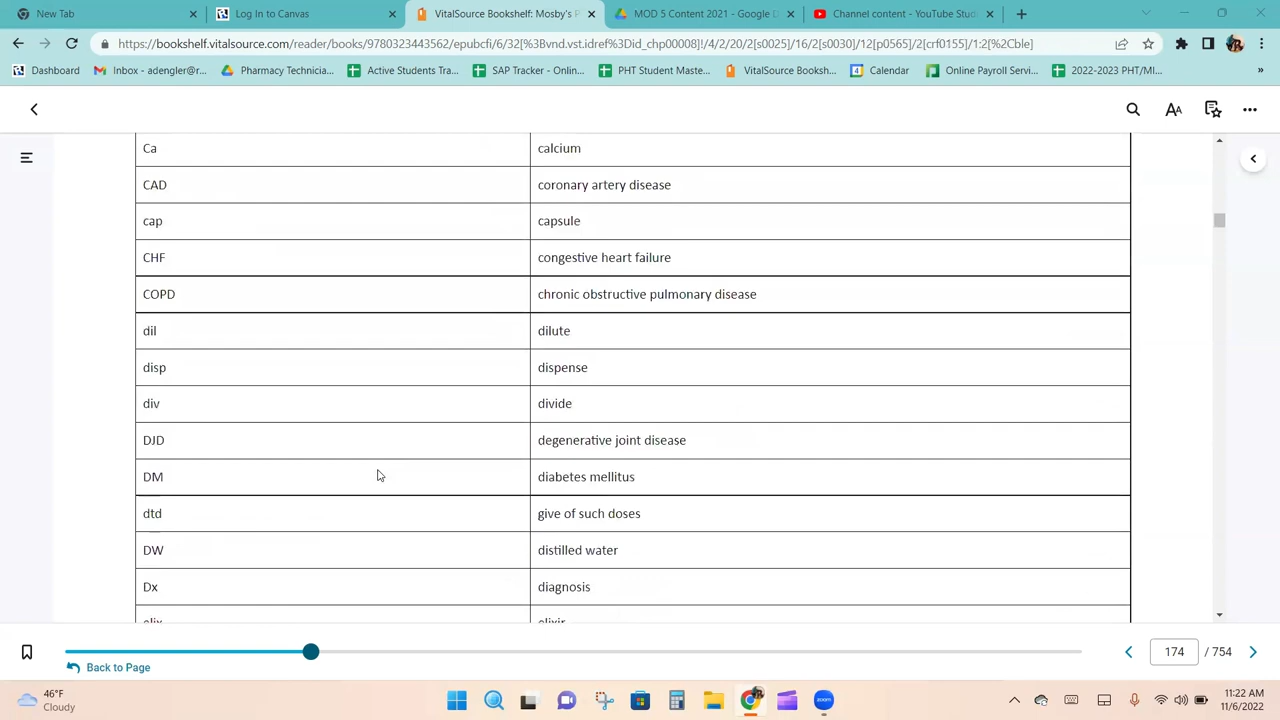 New Tab
Log In to Canvas
VitalSource Bookshelf: Mosby's P
MOD 5 Content 2021 - Google D
Channel content - YouTube Stud
https://bookshelf.vitalsource.com/reader/books/9780323443562/epubcfi/6/32[%3Bvnd.vst.idref%3Did_chp00008]!/4/2/20/2[s0025]/16/2[s0030]/12[p0565]/2[crf0155]/1:2[%2Cble]
Dashboard
Inbox - adengler@r...
Pharmacy Technicia...
Active Students Tra...
SAP Tracker - Onlin...
PHT Student Maste...
VitalSource Booksh...
Calendar
Online Payroll Servi...
2022-2023 PHT/MI...
»
AA
Ca calcium
CAD coronary artery disease
cap capsule
CHF congestive heart failure
COPD chronic obstructive pulmonary disease
dil dilute
disp dispense
div divide
DJD degenerative joint disease
DM diabetes mellitus
dtd give of such doses
DW distilled water
Dx diagnosis
elix elixir
Back to Page
174 / 754
46°F
Cloudy
zoom
11:22 AM
11/6/2022